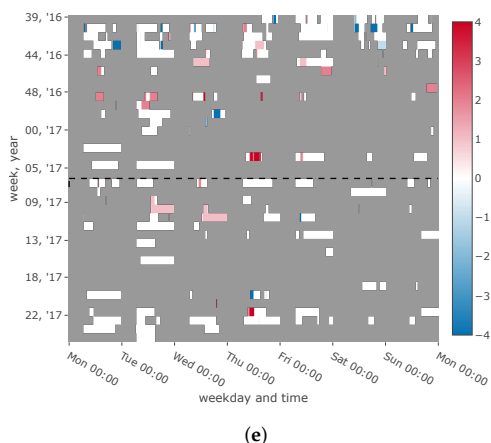 39, '16
44, '16
48, '16
00, '17
05, '17
09, '17
13, '17
18, '17
22, '17
week, year
Mon 00:00
Tue 00:00
Wed 00:00
Thu 00:00
Fri 00:00
Sat 00:00
Sun 00:00
Mon 00:00
weekday and time
4
3
2
1
0
−1
−2
−3
−4
(e)